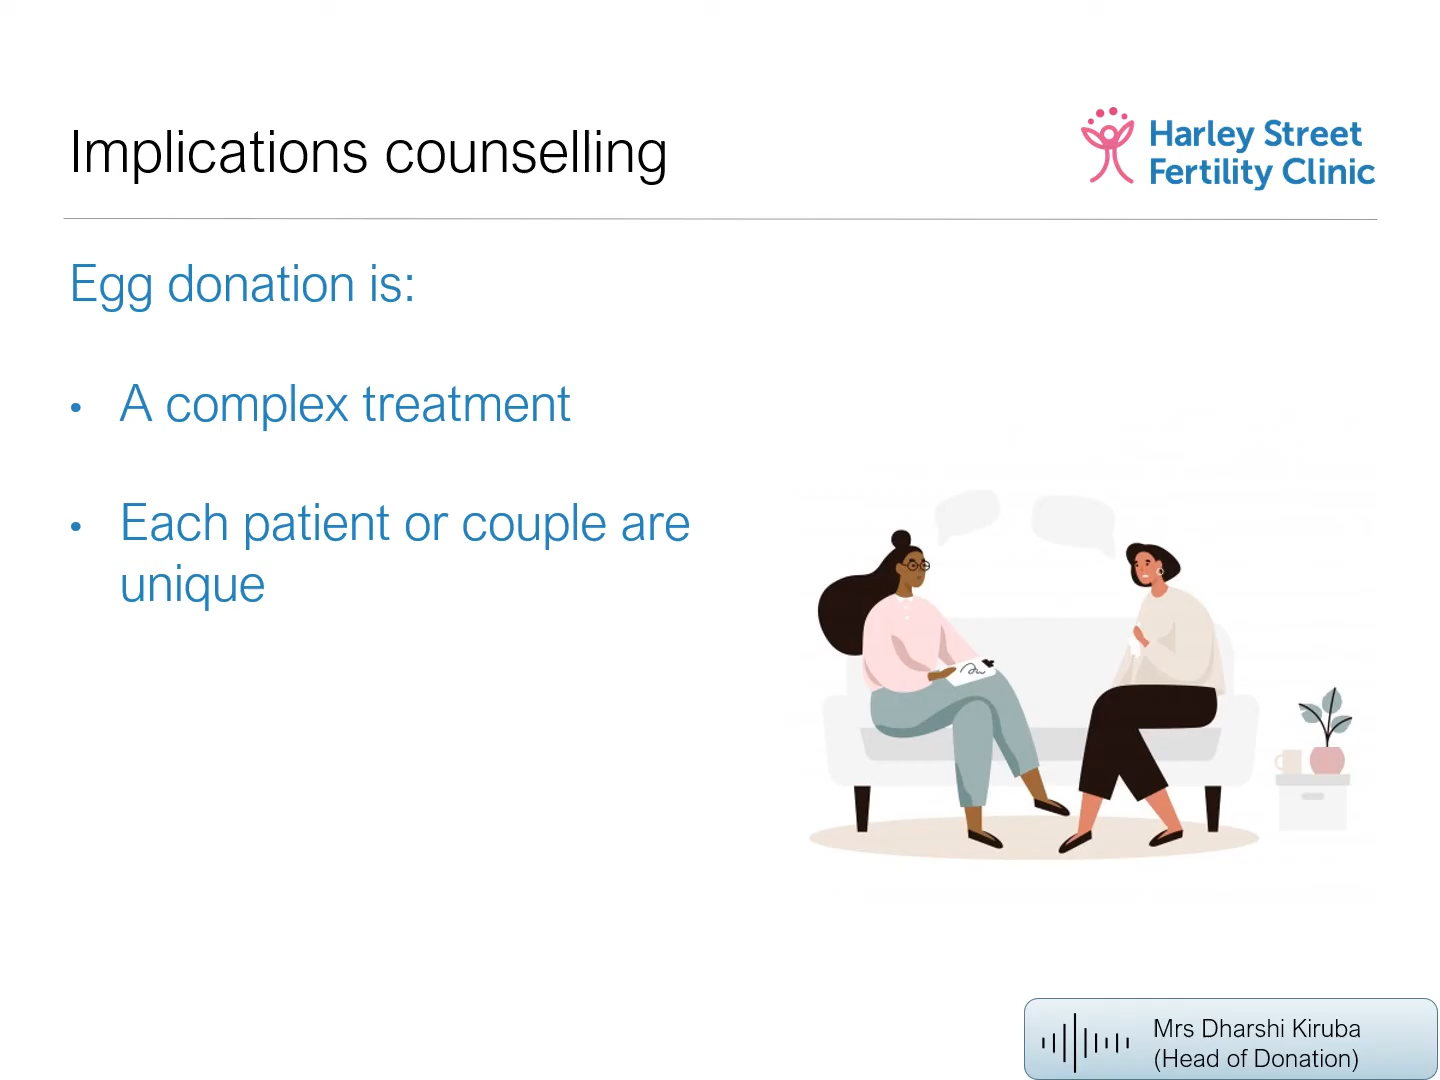 Implications counselling
Harley Street
Fertility Clinic
Egg donation is:
• A complex treatment
• Each patient or couple are
unique
Mrs Dharshi Kiruba
(Head of Donation)